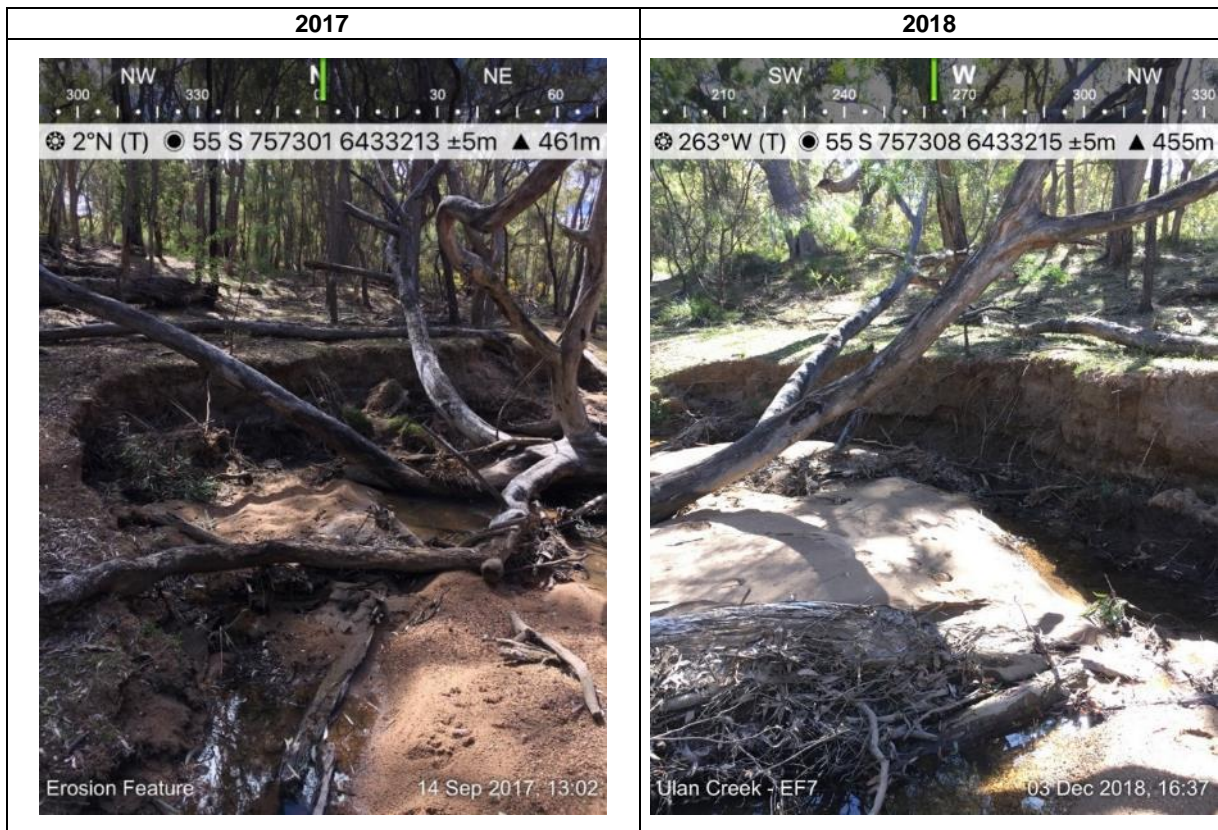 2017
2018
NW N NE
300 330 0 30 60
2°N (T) 55 S 757301 6433213 ±5m ▲ 461m
Erosion Feature 14 Sep 2017, 13:02
SW W NW
210 240 270 300 330
263°W (T) 55 S 757308 6433215 ±5m ▲ 455m
Ulan Creek - EF7 03 Dec 2018, 16:37